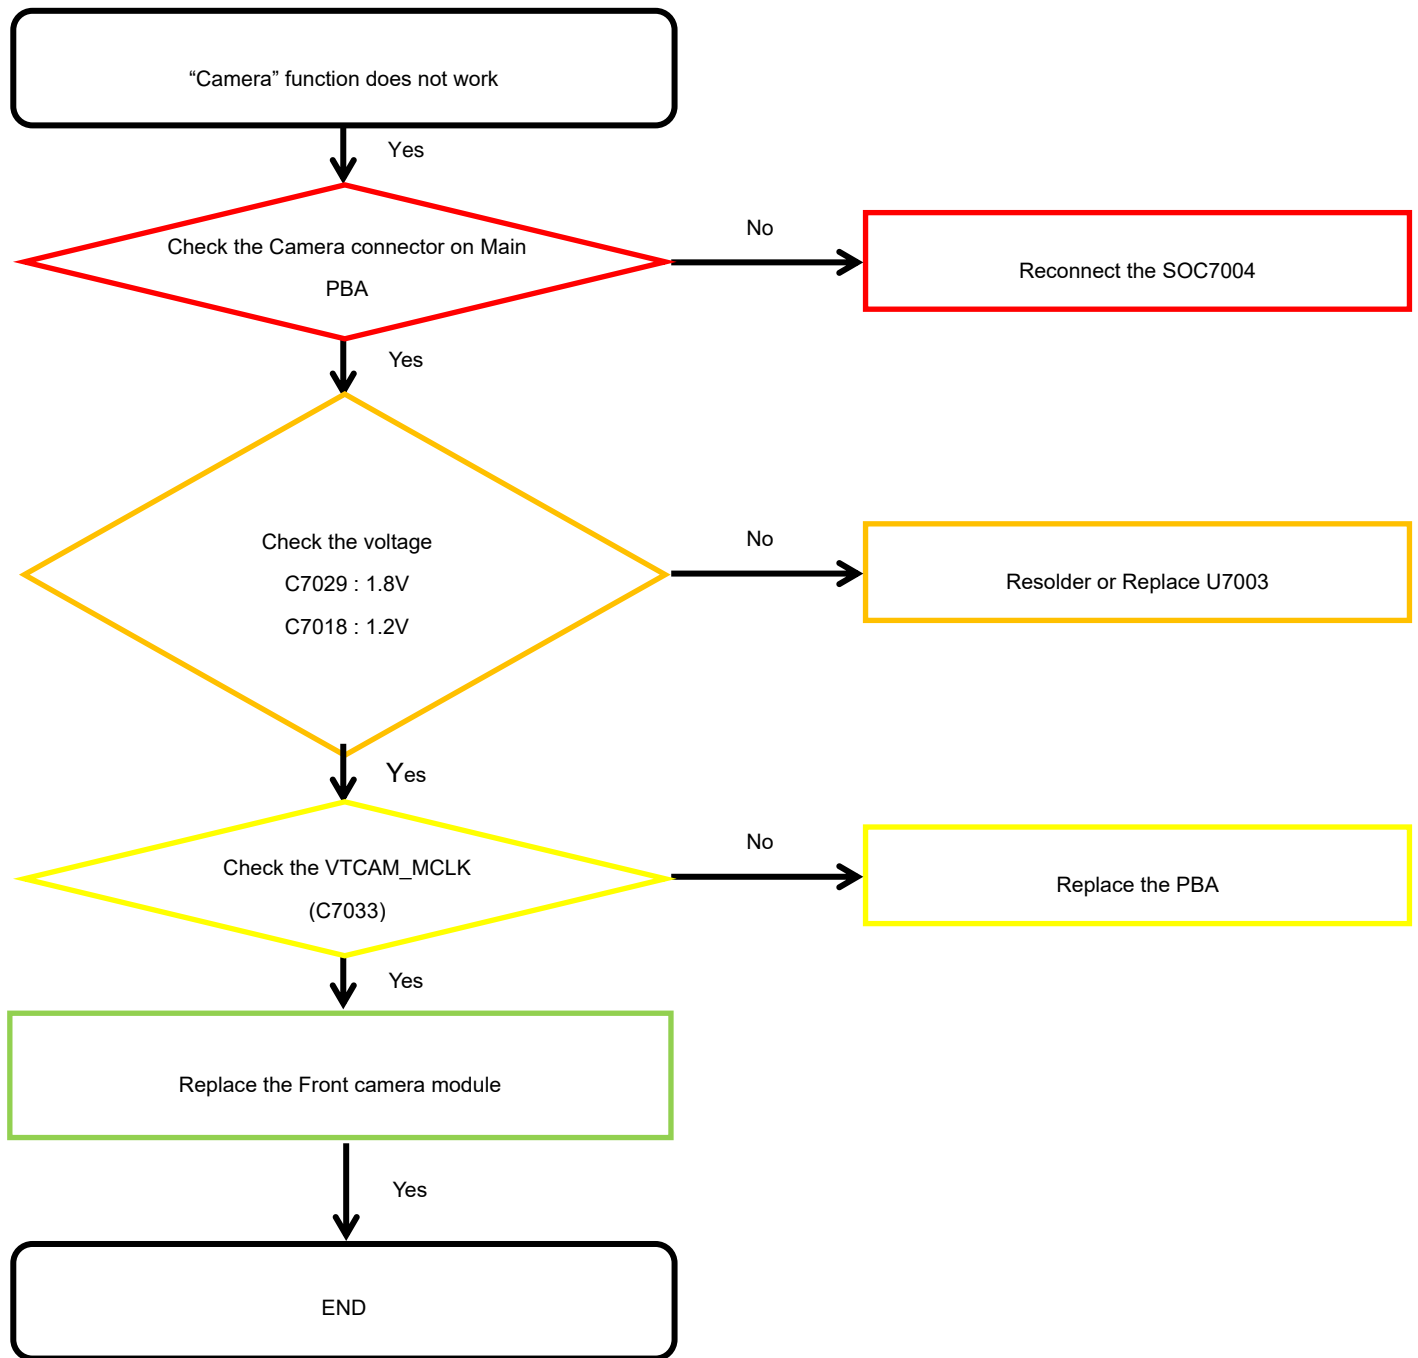 “Camera” function does not work
Yes
Check the Camera connector on Main
PBA
No
Reconnect the SOC7004
Yes
Check the voltage
C7029 : 1.8V
C7018 : 1.2V
No
Resolder or Replace U7003
Yes
Check the VTCAM_MCLK
(C7033)
No
Replace the PBA
Yes
Replace the Front camera module
Yes
END